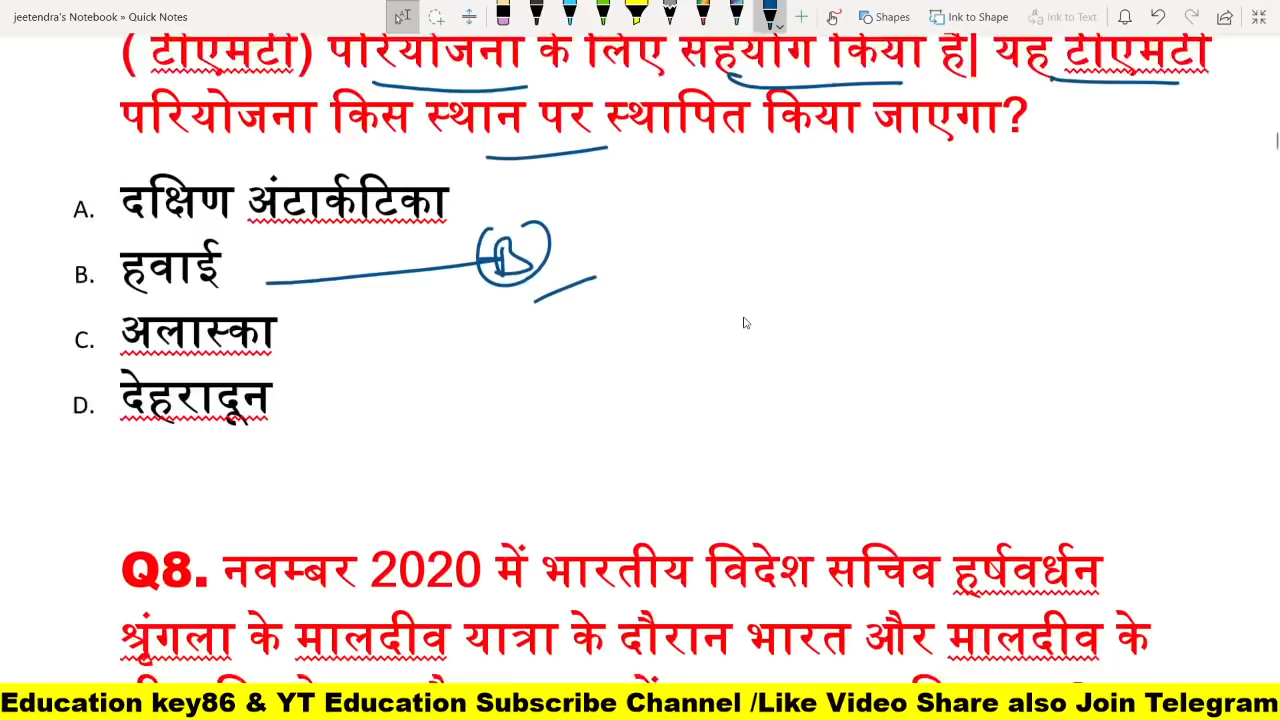 jeetendra's Notebook » Quick Notes
Shapes Ink to Shape Ink to Text
( टीएमटी) परियोजना के लिए सहयोग किया है| यह टीएमटी
परियोजना किस स्थान पर स्थापित किया जाएगा?
A. दक्षिण अंटार्कटिका
B. हवाई
B
C. अलास्का
D. देहरादून
Q8. नवम्बर 2020 में भारतीय विदेश सचिव हर्षवर्धन
श्रृंगला के मालदीव यात्रा के दौरान भारत और मालदीव के
Education key86 & YT Education Subscribe Channel /Like Video Share also Join Telegram